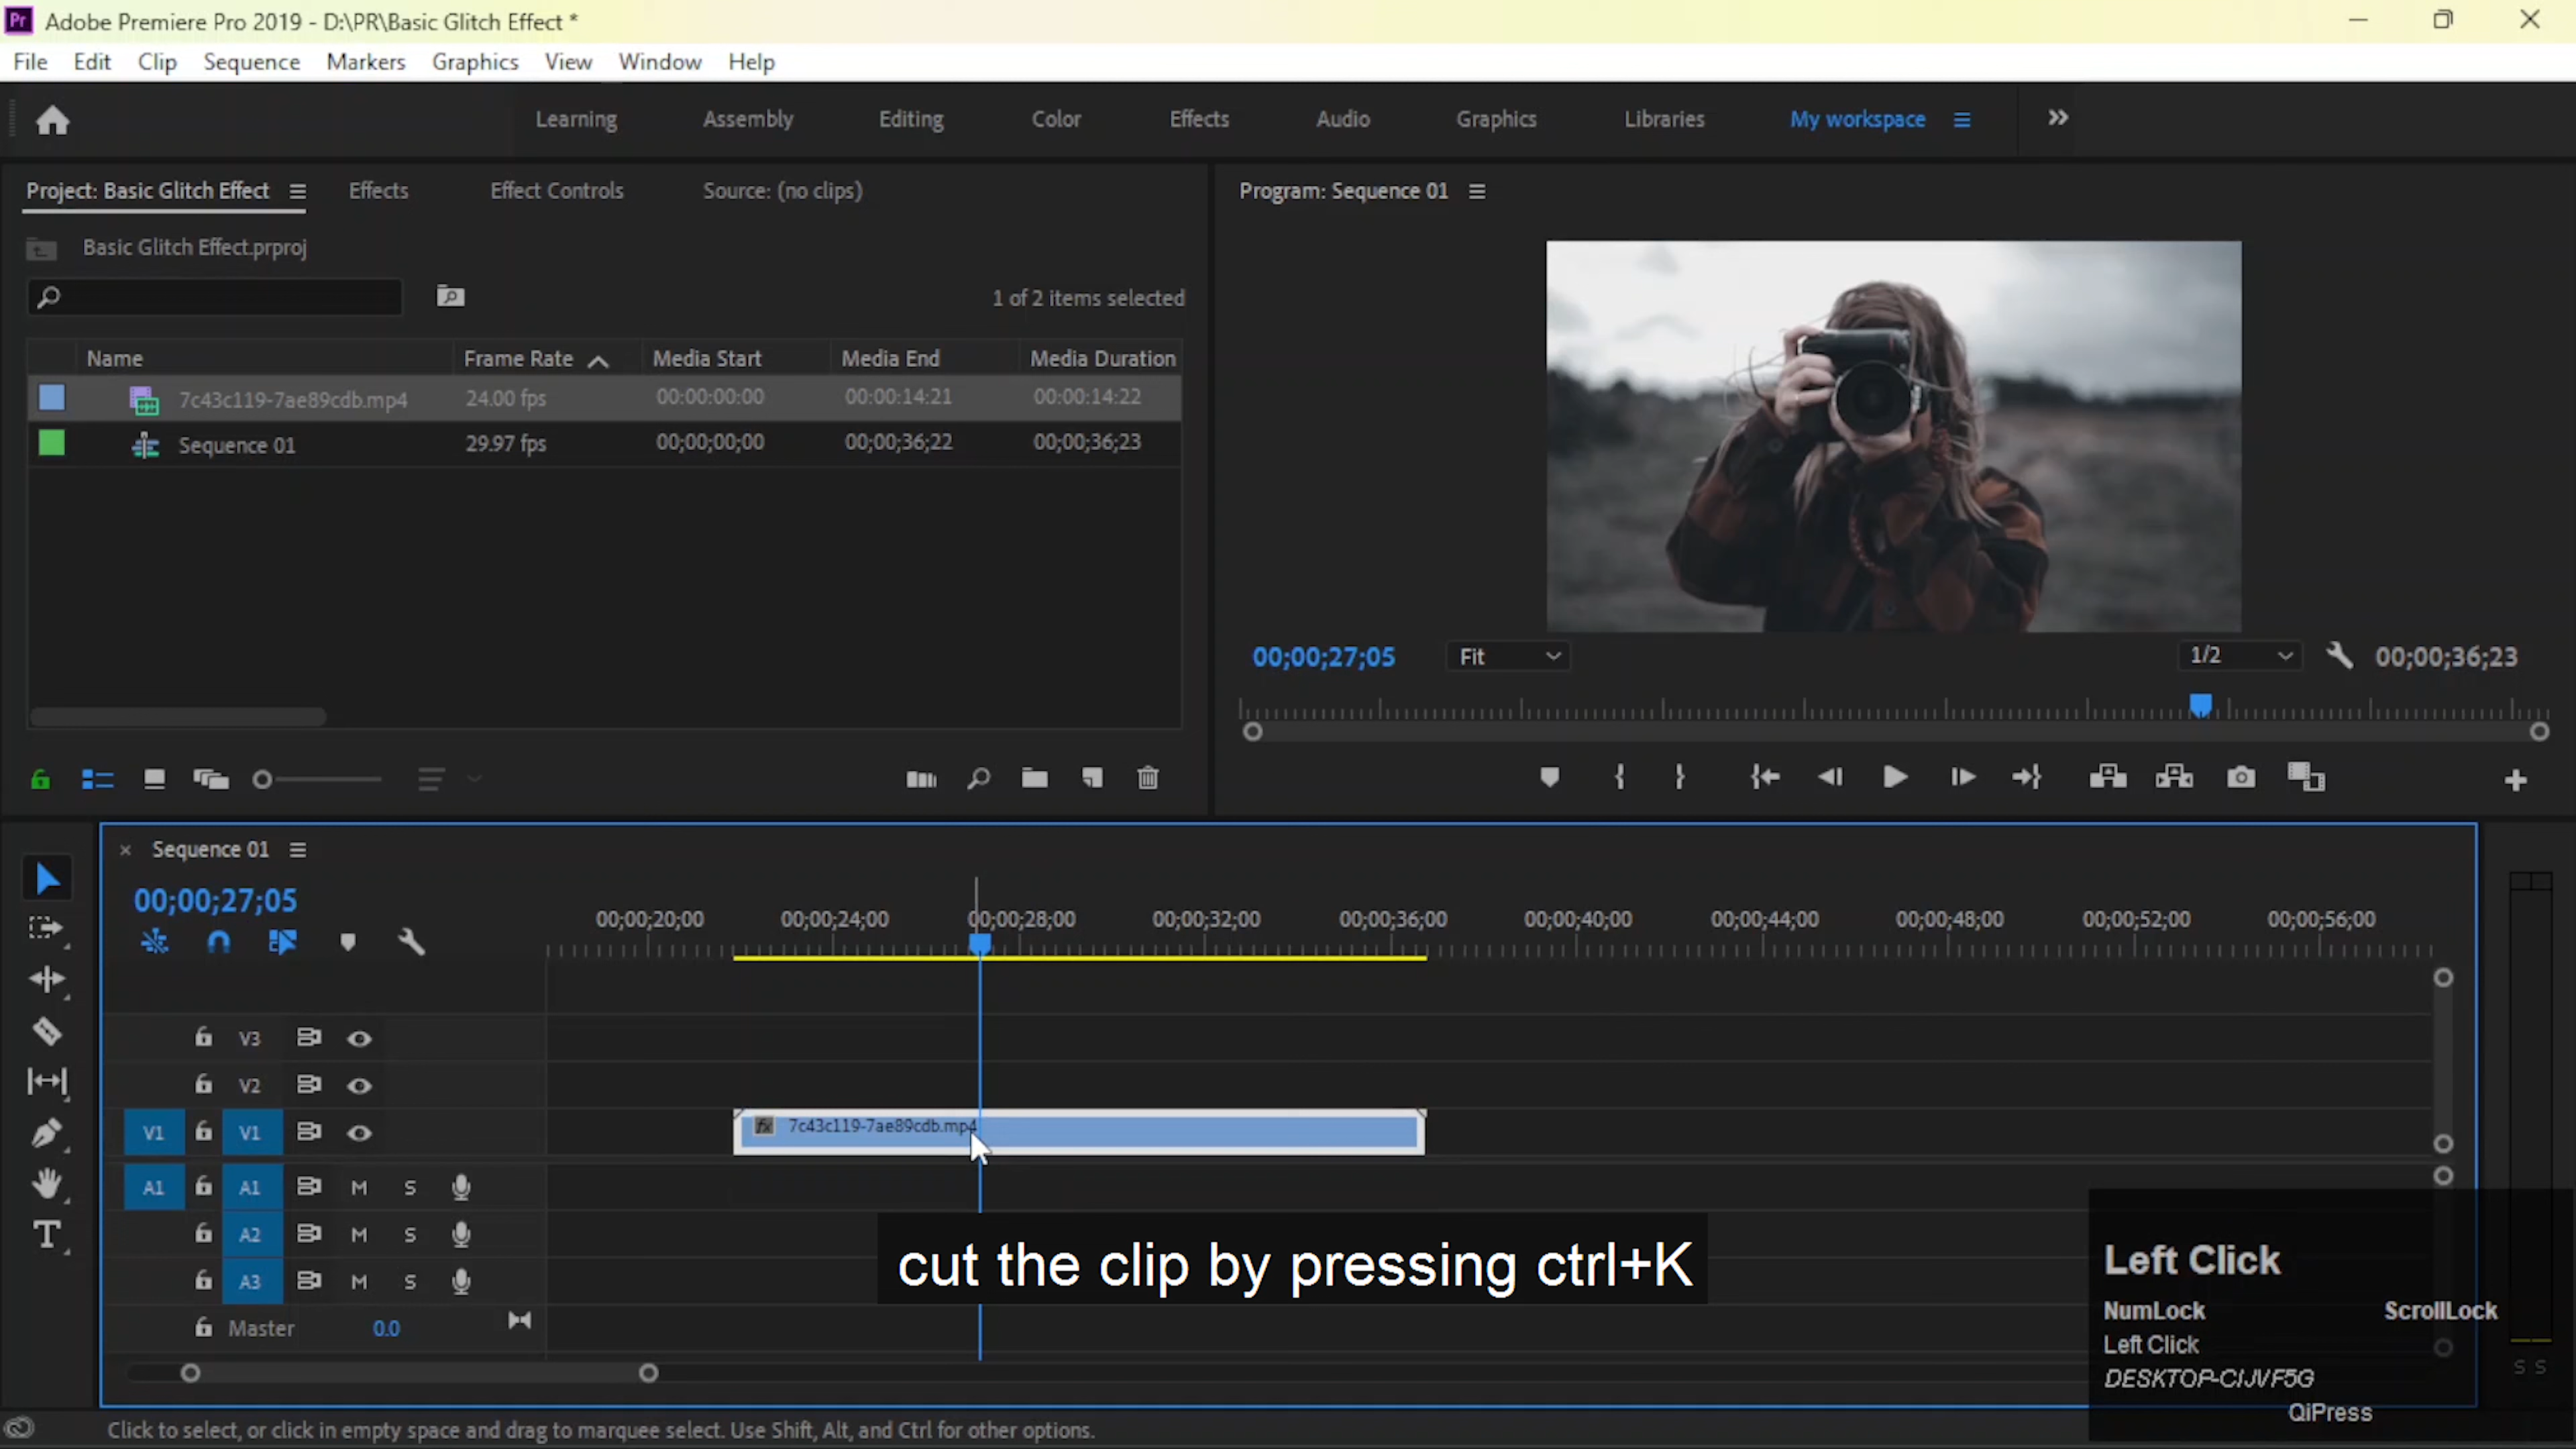 Pr Adobe Premiere Pro 2019 - D:\PR\Basic Glitch Effect *
File Edit Clip Sequence Markers Graphics View Window Help
Learning Assembly Editing Color Effects Audio Graphics Libraries My workspace
Project: Basic Glitch Effect Effects Effect Controls Source: (no clips)
Program: Sequence 01
Basic Glitch Effect.prproj
1 of 2 items selected
Name Frame Rate Media Start Media End Media Duration
7c43c119-7ae89cdb.mp4 24.00 fps 00:00:00:00 00:00:14:21 00:00:14:22
Sequence 01 29.97 fps 00;00;00;00 00;00;36;22 00;00;36;23
00;00;27;05 Fit 1/2 00;00;36;23
Sequence 01
00;00;27;05
00;00;20;00 00;00;24;00 00;00;28;00 00;00;32;00 00;00;36;00 00;00;40;00 00;00;44;00 00;00;48;00 00;00;52;00 00;00;56;00
V3
V2
V1 V1
fx 7c43c119-7ae89cdb.mp4
A1 A1 M S
A2 M S
A3 M S
Master 0.0
cut the clip by pressing ctrl+K
Left Click
NumLock ScrollLock
Left Click
DESKTOP-CIJVF5G
QiPress
S S
T
Click to select, or click in empty space and drag to marquee select. Use Shift, Alt, and Ctrl for other options.